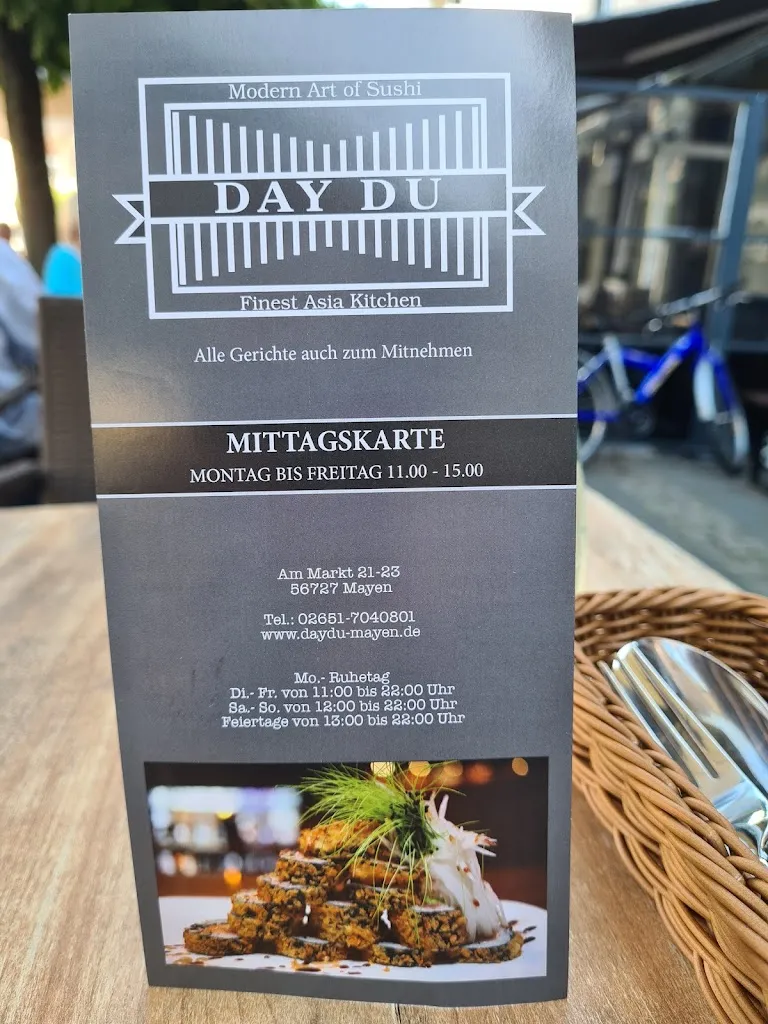 Modern Art of Sushi
DAY DU
Finest Asia Kitchen
Alle Gerichte auch zum Mitnehmen
MITTAGSKARTE
MONTAG BIS FREITAG 11.00 - 15.00
Am Markt 21-23
56727 Mayen
Tel.: 02651-7040801
www.daydu-mayen.de
Mo.- Ruhetag
Di.- Fr. von 11:00 bis 22:00 Uhr
Sa.- So. von 12:00 bis 22:00 Uhr
Feiertage von 13:00 bis 22:00 Uhr